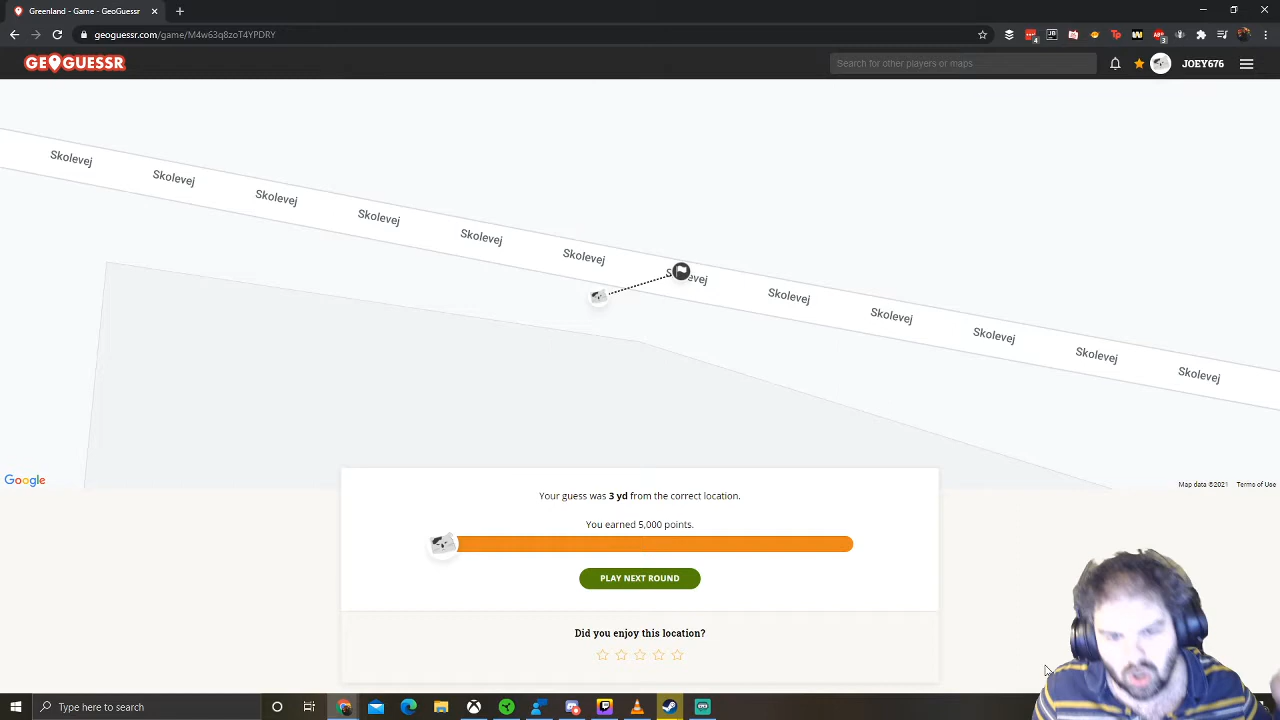 Greenland - Game - Geoguessr
geoguessr.com/game/M4w63q8zoT4YPDRY
GEOGUESSR
Search for other players or maps
JOEY676
Skolevej
Skolevej
Skolevej
Skolevej
Skolevej
Skolevej
Skolevej
Skolevej
Skolevej
Skolevej
Skolevej
Google
Map data ©2021 Terms of Use
Your guess was 3 yd from the correct location.
You earned 5,000 points.
PLAY NEXT ROUND
Did you enjoy this location?
Type here to search